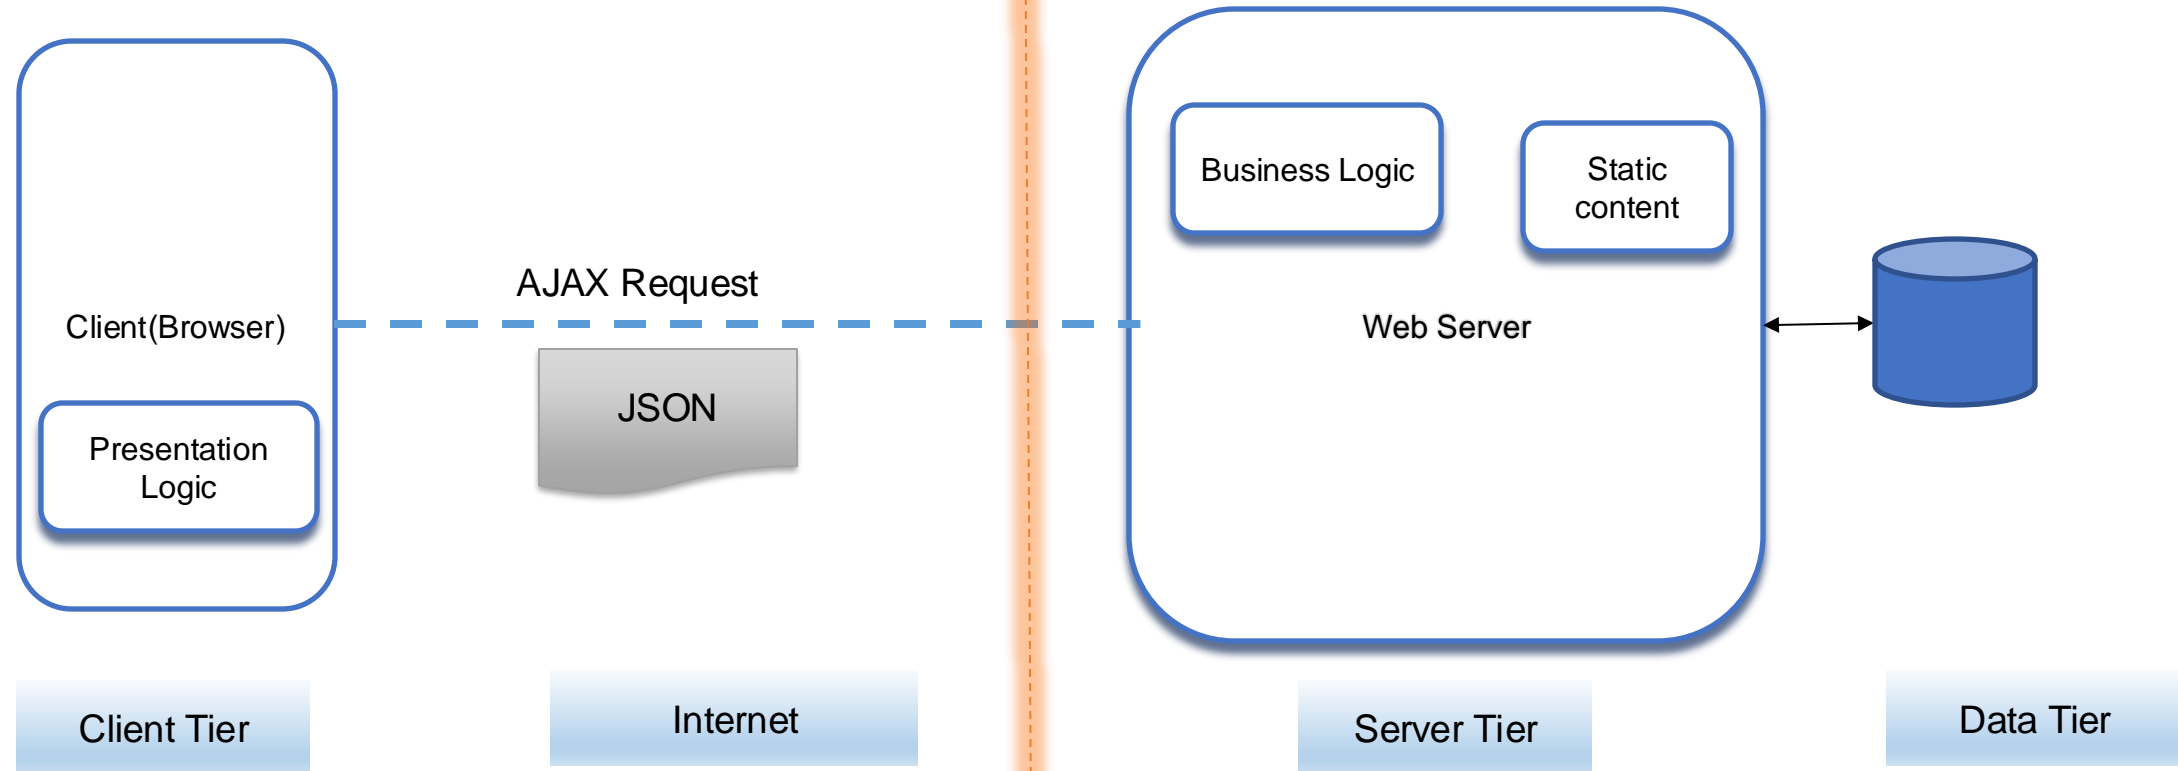 Client(Browser)
Presentation
Logic
AJAX Request
JSON
Business Logic
Static
content
Web Server
Client Tier
Internet
Server Tier
Data Tier